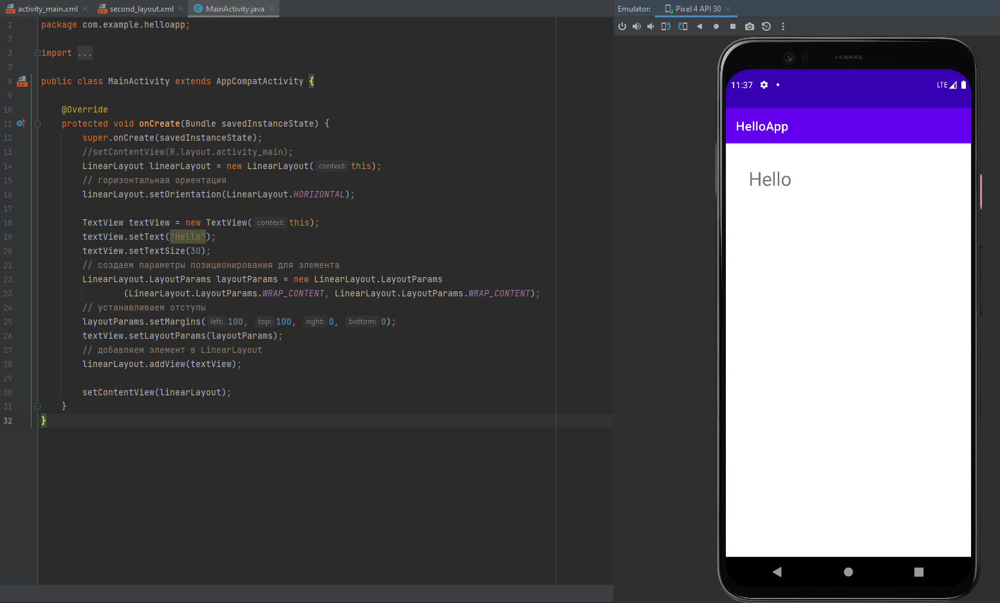 activity_main.xml second_layout.xml MainActivity.java
1 package com.example.helloapp;
2
3 import ...
7
8 public class MainActivity extends AppCompatActivity {
9
10 @Override
11 protected void onCreate(Bundle savedInstanceState) {
12 super.onCreate(savedInstanceState);
13 //setContentView(R.layout.activity_main);
14 LinearLayout linearLayout = new LinearLayout( context: this);
15 // горизонтальная ориентация
16 linearLayout.setOrientation(LinearLayout.HORIZONTAL);
17
18 TextView textView = new TextView( context: this);
19 textView.setText("Hello");
20 textView.setTextSize(30);
21 // создаем параметры позиционирования для элемента
22 LinearLayout.LayoutParams layoutParams = new LinearLayout.LayoutParams
23 (LinearLayout.LayoutParams.WRAP_CONTENT, LinearLayout.LayoutParams.WRAP_CONTENT);
24 // устанавливаем отступы
25 layoutParams.setMargins( left: 100, top: 100, right: 0, bottom: 0);
26 textView.setLayoutParams(layoutParams);
27 // добавляем элемент в LinearLayout
28 linearLayout.addView(textView);
29
30 setContentView(linearLayout);
31 }
32 }
Emulator: Pixel 4 API 30
11:37 LTE
HelloApp
Hello